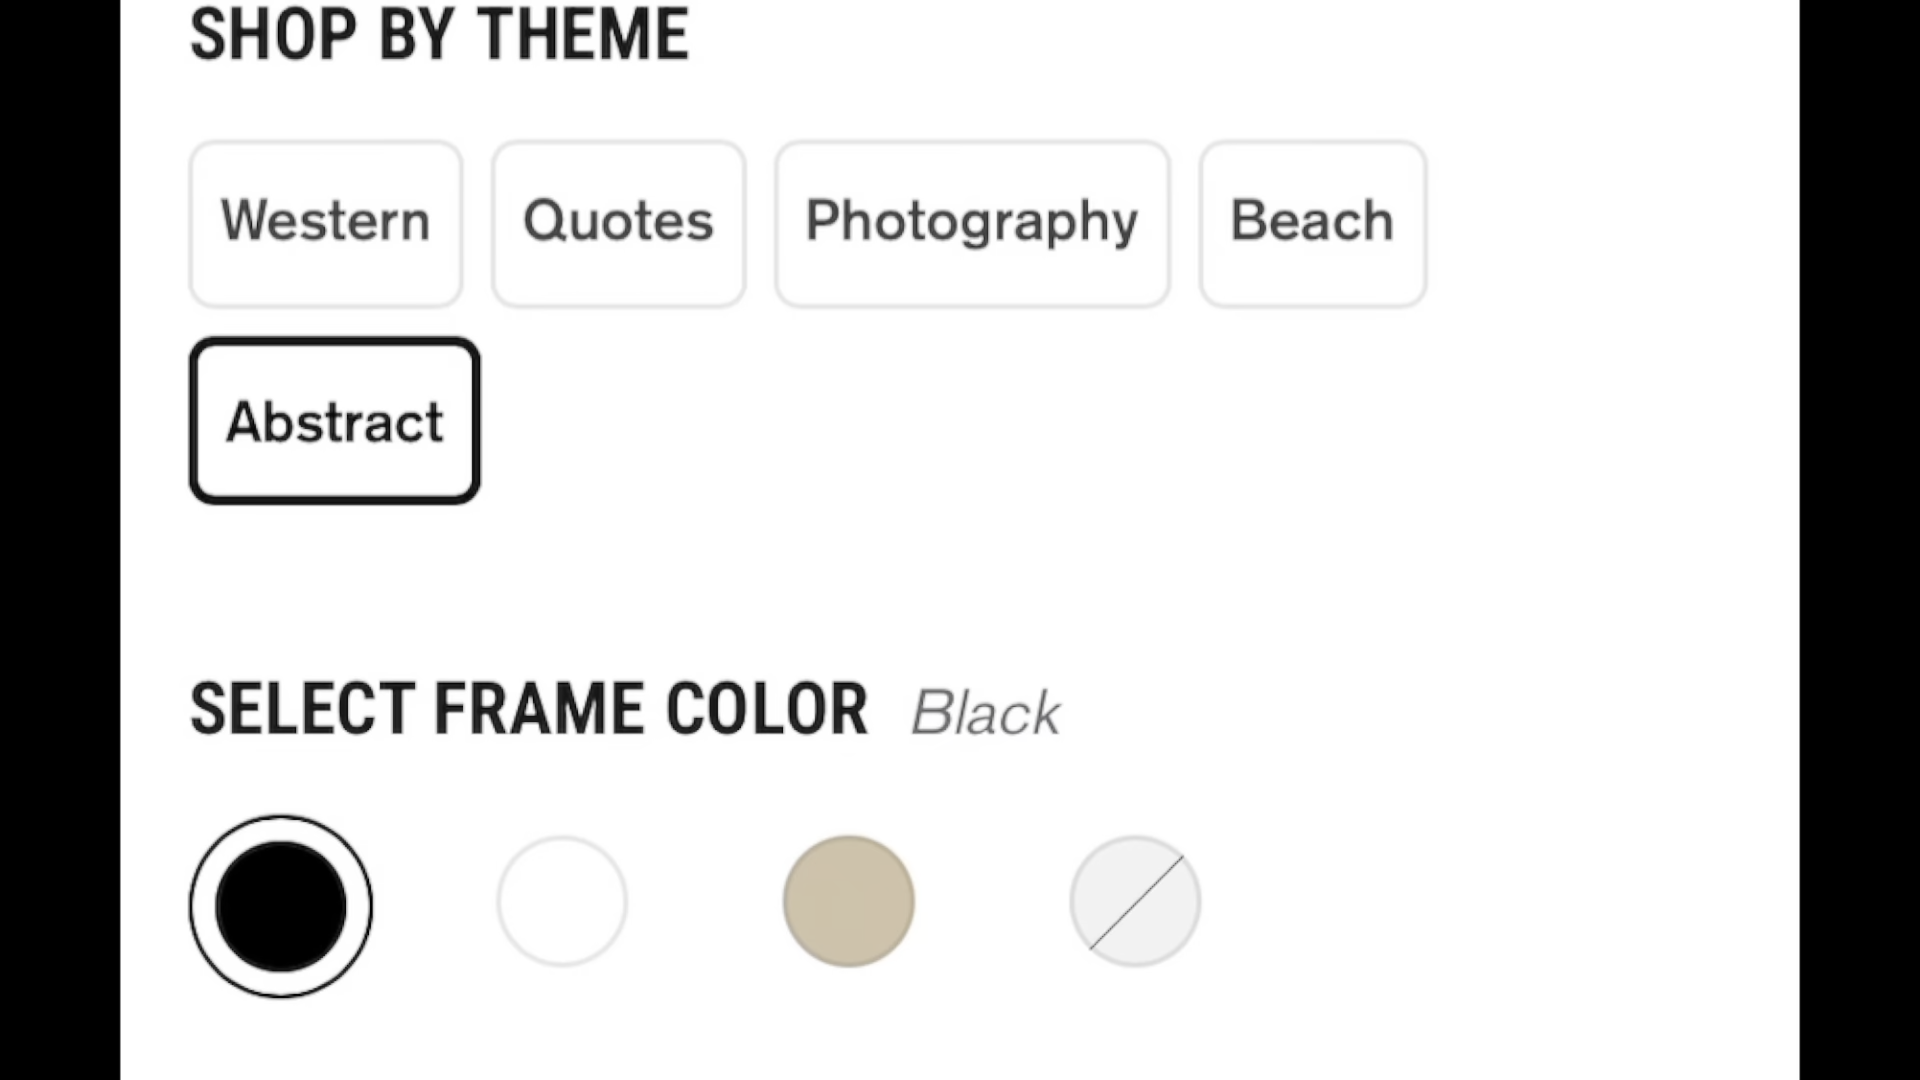 SHOP BY THEME
Western Quotes Photography Beach
Abstract
SELECT FRAME COLOR Black